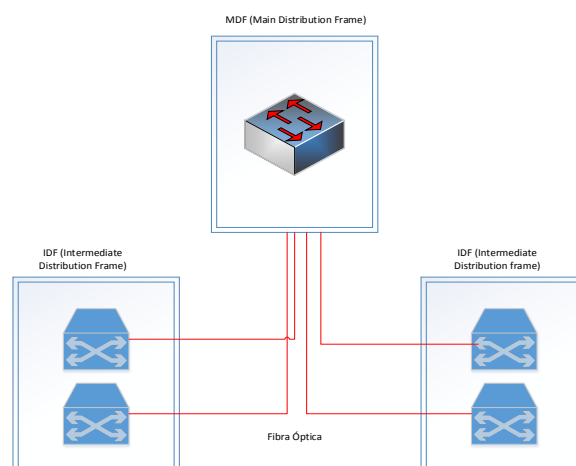 MDF (Main Distribution Frame)
IDF (Intermediate
Distribution Frame)
IDF (Intermediate
Distribution frame)
Fibra Óptica